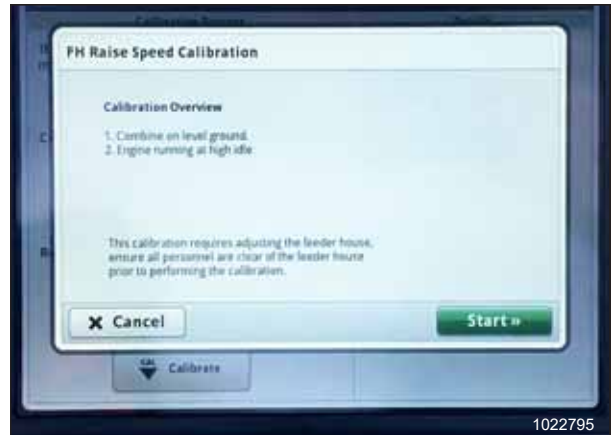 FH Raise Speed Calibration
Calibration Overview
1. Combine on level ground.
2. Engine running at high idle
This calibration requires adjusting the feeder house,
ensure all personnel are clear of the feeder house
prior to performing the calibration.
X Cancel
Start »
CAL
Calibrate
1022795